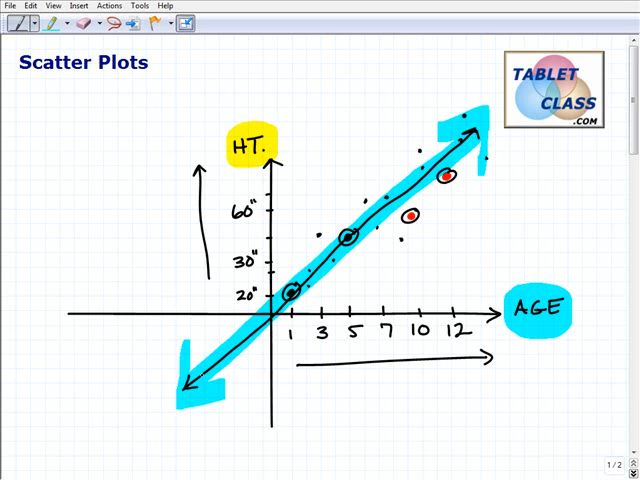 File Edit View Insert Actions Tools Help
Scatter Plots
TABLET
CLASS
.COM
HT.
60"
30"
20"
AGE
1 3 5 7 10 12
1 / 2